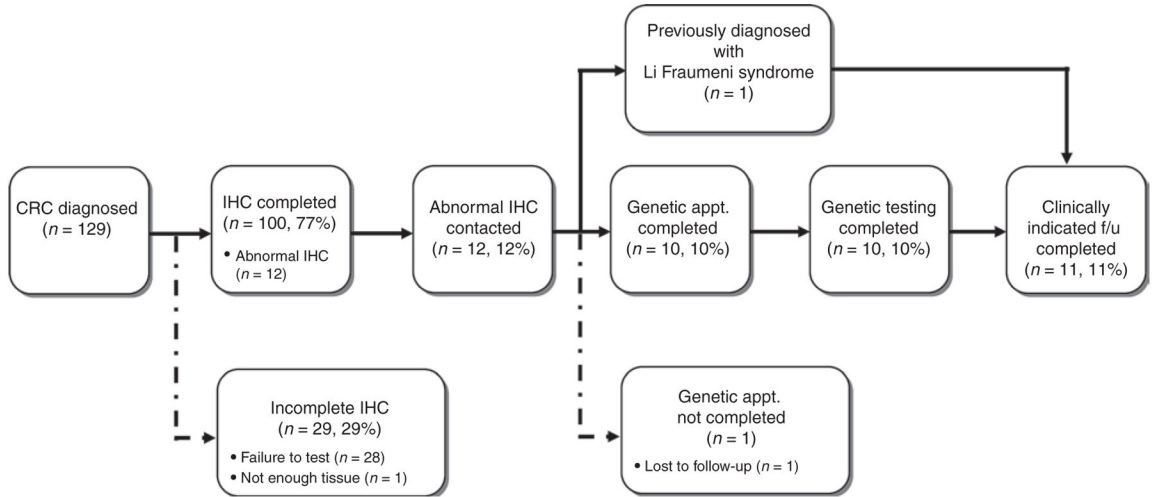 Previously diagnosed
with
Li Fraumeni syndrome
(n = 1)
CRC diagnosed
(n = 129)
IHC completed
(n = 100, 77%)
• Abnormal IHC
(n = 12)
Abnormal IHC
contacted
(n = 12, 12%)
Genetic appt.
completed
(n = 10, 10%)
Genetic testing
completed
(n = 10, 10%)
Clinically
indicated f/u
completed
(n = 11, 11%)
Incomplete IHC
(n = 29, 29%)
• Failure to test (n = 28)
• Not enough tissue (n = 1)
Genetic appt.
not completed
(n = 1)
• Lost to follow-up (n = 1)